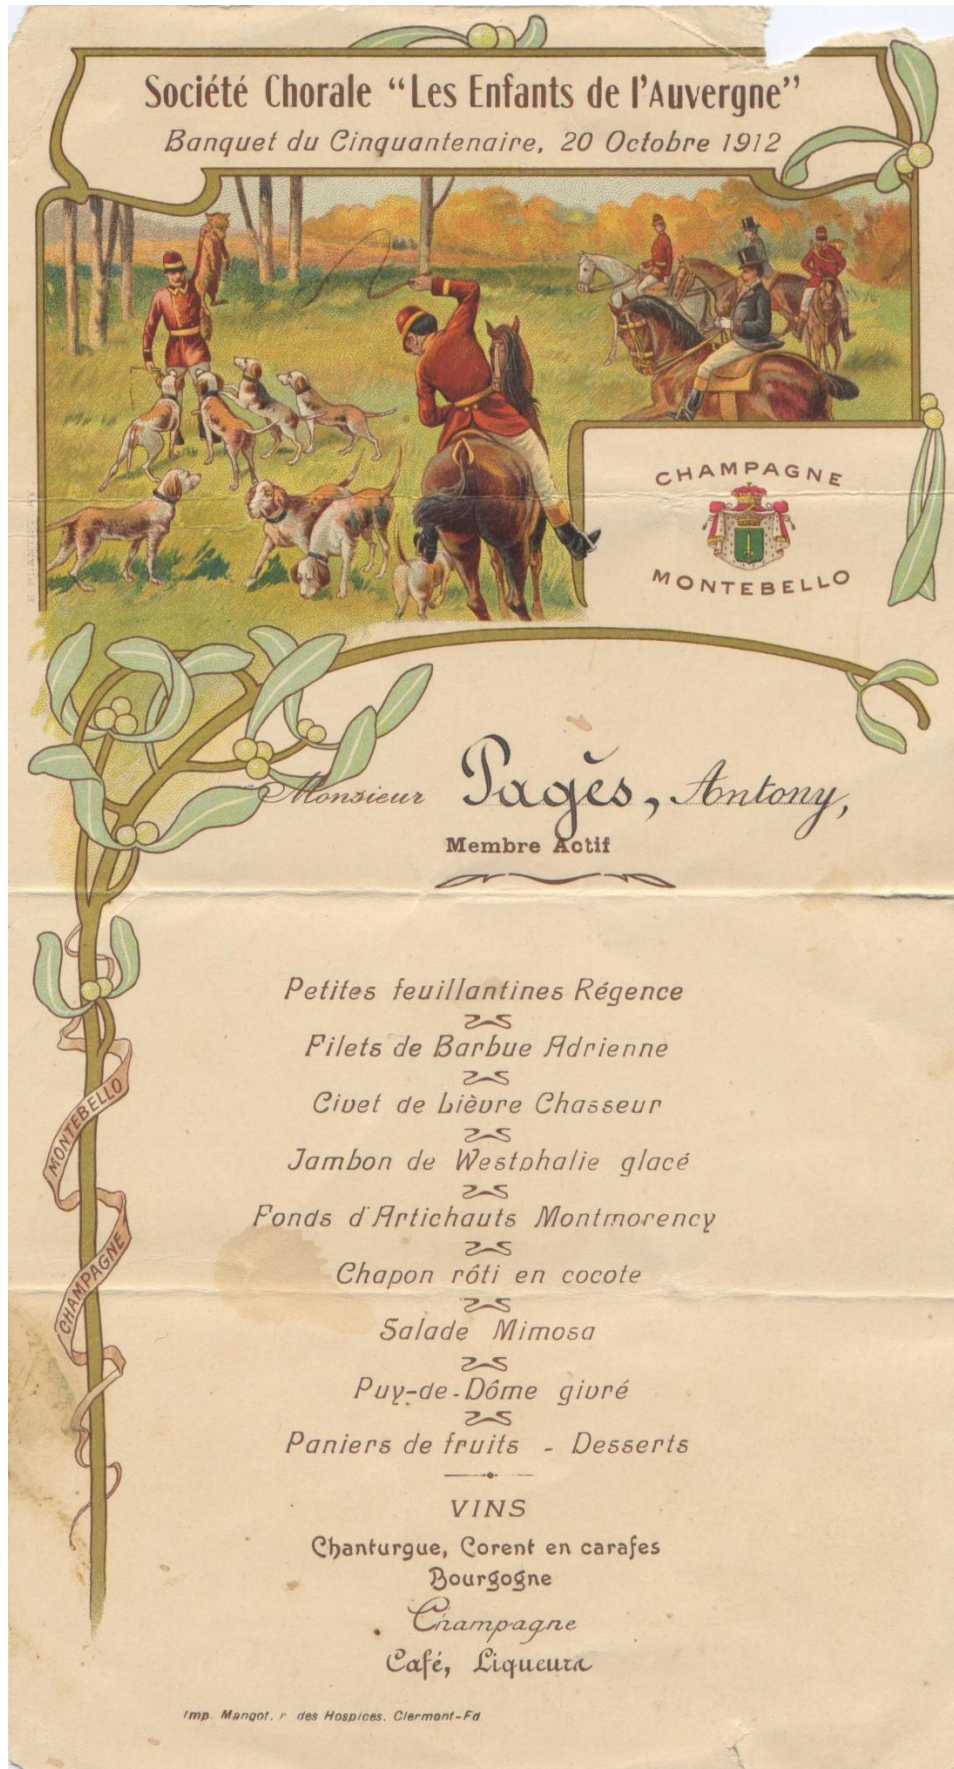 Société Chorale “Les Enfants de l'Auvergne”
Banquet du Cinquantenaire, 20 Octobre 1912
CHAMPAGNE
MONTEBELLO
Monsieur Pagès, Antony,
Membre Actif
Petites feuillantines Régence
Filets de Barbue Adrienne
Civet de Lièvre Chasseur
Jambon de Westphalie glacé
Fonds d'Artichauts Montmorency
Chapon rôti en cocote
Salade Mimosa
Puy-de-Dôme givré
Paniers de fruits - Desserts
VINS
Chanturgue, Corent en carafes
Bourgogne
Champagne
Café, Liqueurs
MONTEBELLO
CHAMPAGNE
Imp. Mangot, r des Hospices, Clermont-Fd